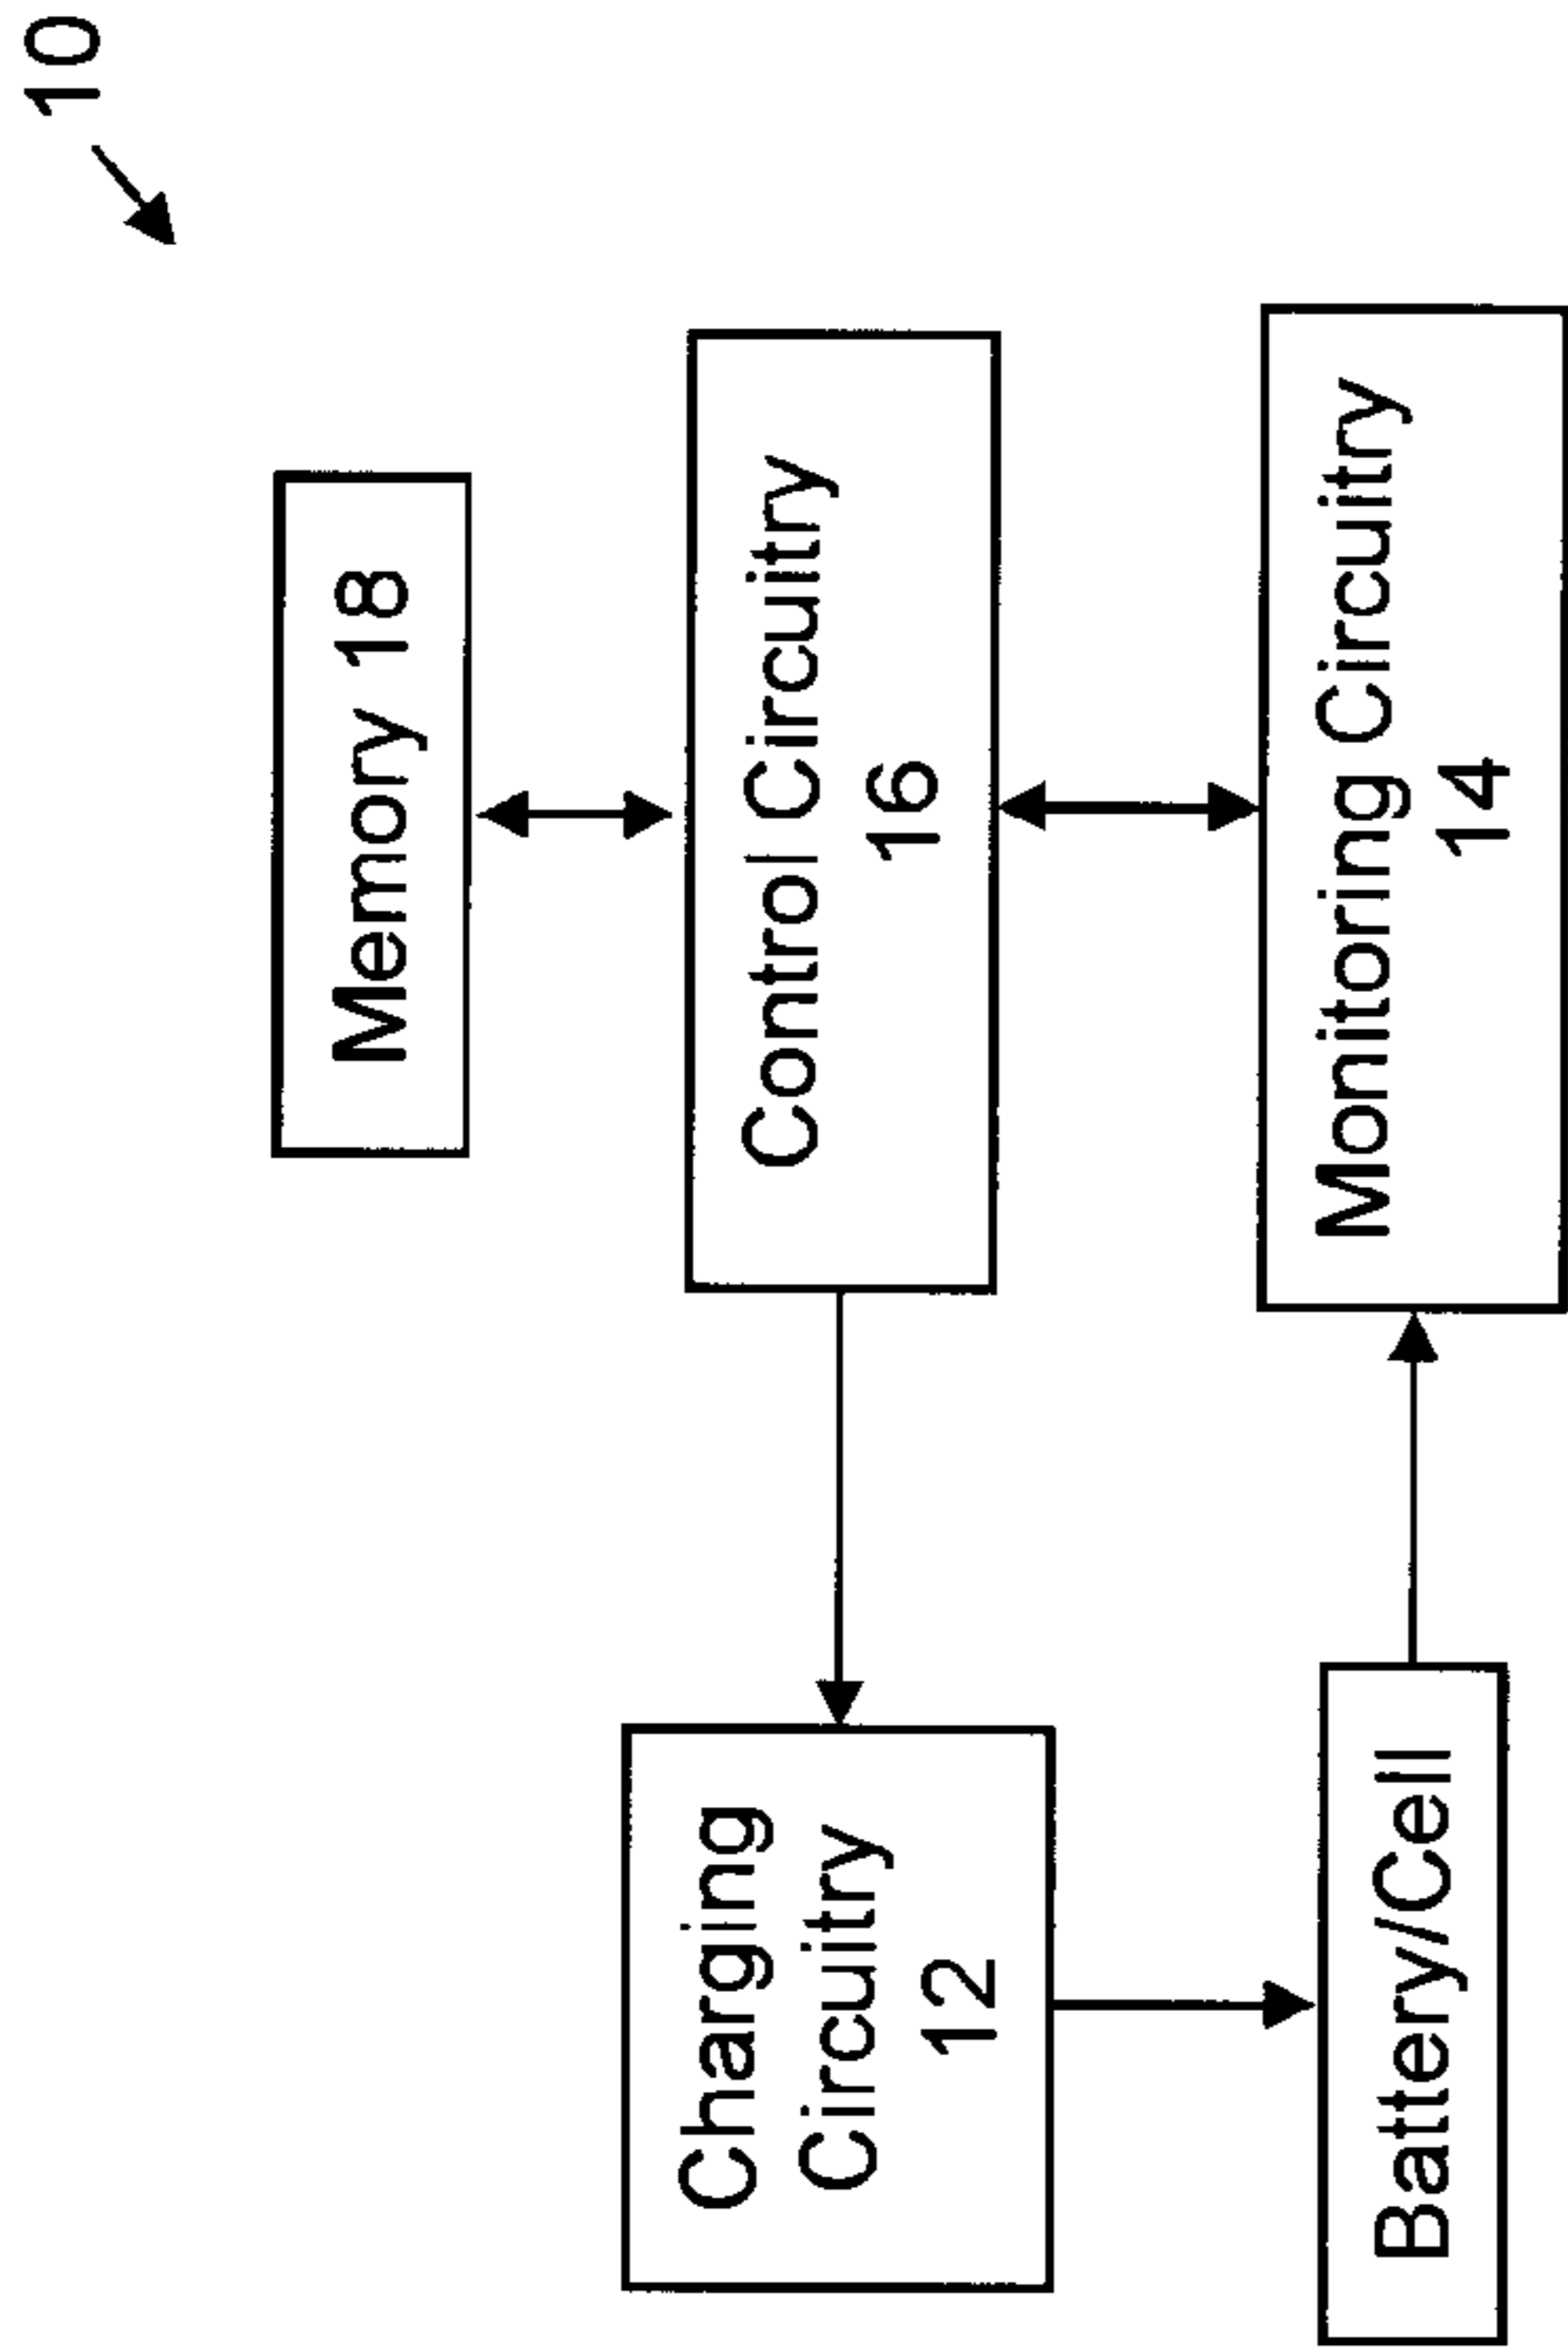 10
Memory 18
Control Circuitry
16
Charging
Circuitry
12
Monitoring Circuitry
14
Battery/Cell